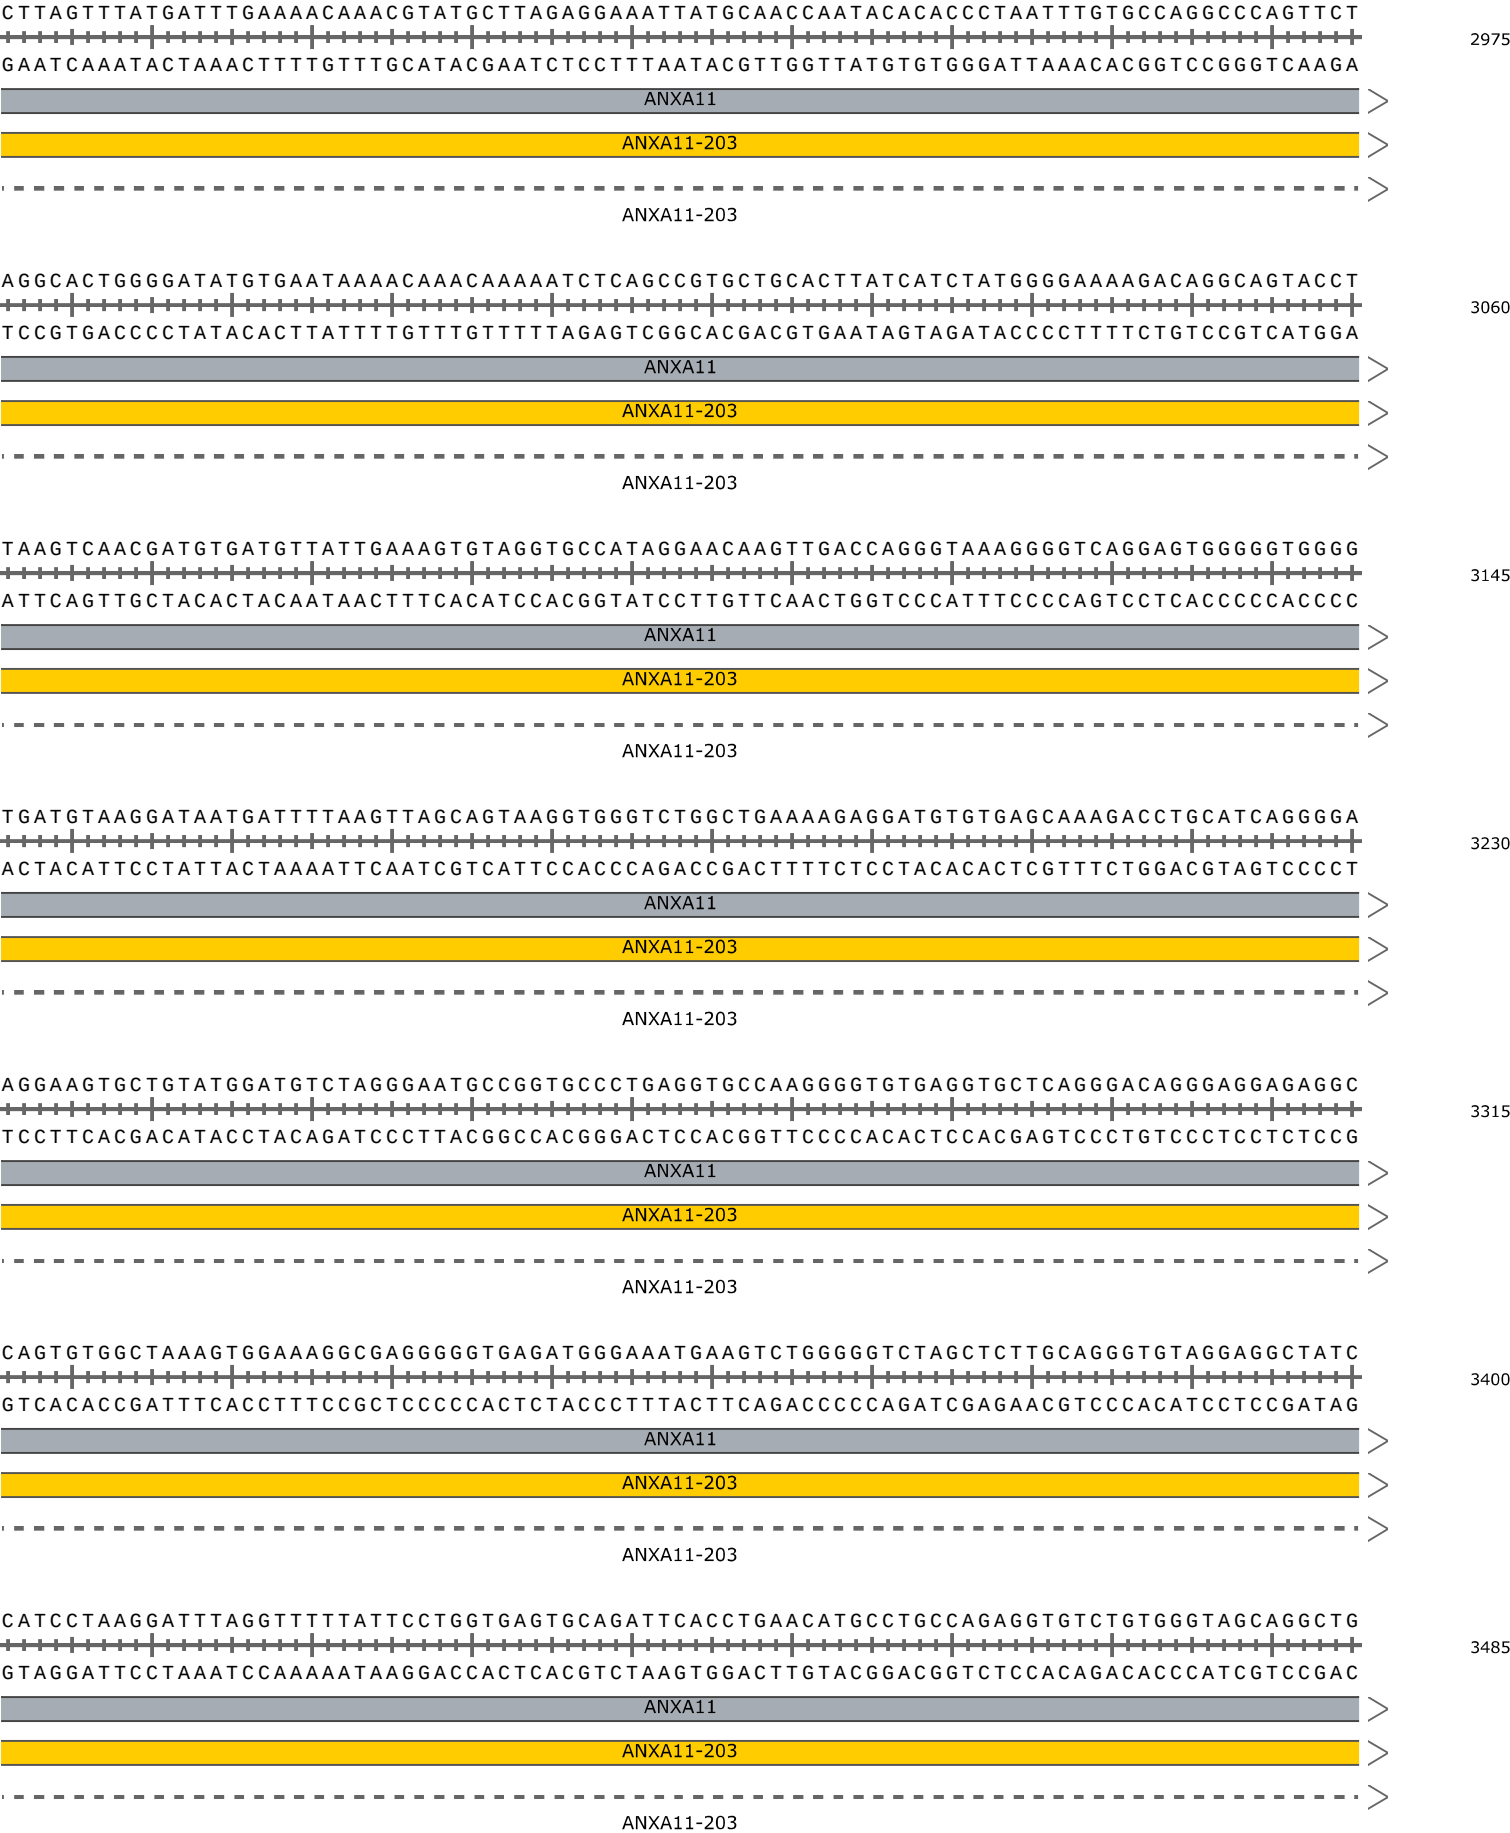 CTTAGTTTATGATTTGAAAACAAACGTATGCTTAGAGGAAATTATGCAACCAATACACACCCTAATTTGTGCCAGGCCCAGTTCT
2975
GAATCAAATACTAAACTTTTGTTTGCATACGAATCTCCTTTAATACGTTGGTTATGTGTGGGATTAAACACGGTCCGGGTCAAGA
ANXA11
ANXA11-203
ANXA11-203
AGGCACTGGGGATATGTGAATAAAACAAACAAAAATCTCAGCCGTGCTGCACTTATCATCTATGGGGAAAAGACAGGCAGTACCT
3060
TCCGTGACCCCTATACACTTATTTTGTTTGTTTTTAGAGTCGGCACGACGTGAATAGTAGATACCCCTTTTCTGTCCGTCATGGA
ANXA11
ANXA11-203
ANXA11-203
TAAGTCAACGATGTGATGTTATTGAAAGTGTAGGTGCCATAGGAACAAGTTGACCAGGGTAAAGGGGTCAGGAGTGGGGGTGGGG
3145
ATTCAGTTGCTACACTACAATAACTTTCACATCCACGGTATCCTTGTTCAACTGGTCCCATTTCCCCAGTCCTCACCCCCACCCC
ANXA11
ANXA11-203
ANXA11-203
TGATGTAAGGATAATGATTTTAAGTTAGCAGTAAGGTGGGTCTGGCTGAAAAGAGGATGTGTGAGCAAAGACCTGCATCAGGGGA
3230
ACTACATTCCTATTACTAAAATTCAATCGTCATTCCACCCAGACCGACTTTTCTCCTACACACTCGTTTCTGGACGTAGTCCCCT
ANXA11
ANXA11-203
ANXA11-203
AGGAAGTGCTGTATGGATGTCTAGGGAATGCCGGTGCCCTGAGGTGCCAAGGGGTGTGAGGTGCTCAGGGACAGGGAGGAGAGGC
3315
TCCTTCACGACATACCTACAGATCCCTTACGGCCACGGGACTCCACGGTTCCCCACACTCCACGAGTCCCTGTCCCTCCTCTCCG
ANXA11
ANXA11-203
ANXA11-203
CAGTGTGGCTAAAGTGGAAAGGCGAGGGGGTGAGATGGGAAATGAAGTCTGGGGGTCTAGCTCTTGCAGGGTGTAGGAGGCTATC
3400
GTCACACCGATTTCACCTTTCCGCTCCCCCACTCTACCCTTTACTTCAGACCCCCAGATCGAGAACGTCCCACATCCTCCGATAG
ANXA11
ANXA11-203
ANXA11-203
CATCCTAAGGATTTAGGTTTTTATTCCTGGTGAGTGCAGATTCACCTGAACATGCCTGCCAGAGGTGTCTGTGGGTAGCAGGCTG
3485
GTAGGATTCCTAAATCCAAAAATAAGGACCACTCACGTCTAAGTGGACTTGTACGGACGGTCTCCACAGACACCCATCGTCCGAC
ANXA11
ANXA11-203
ANXA11-203